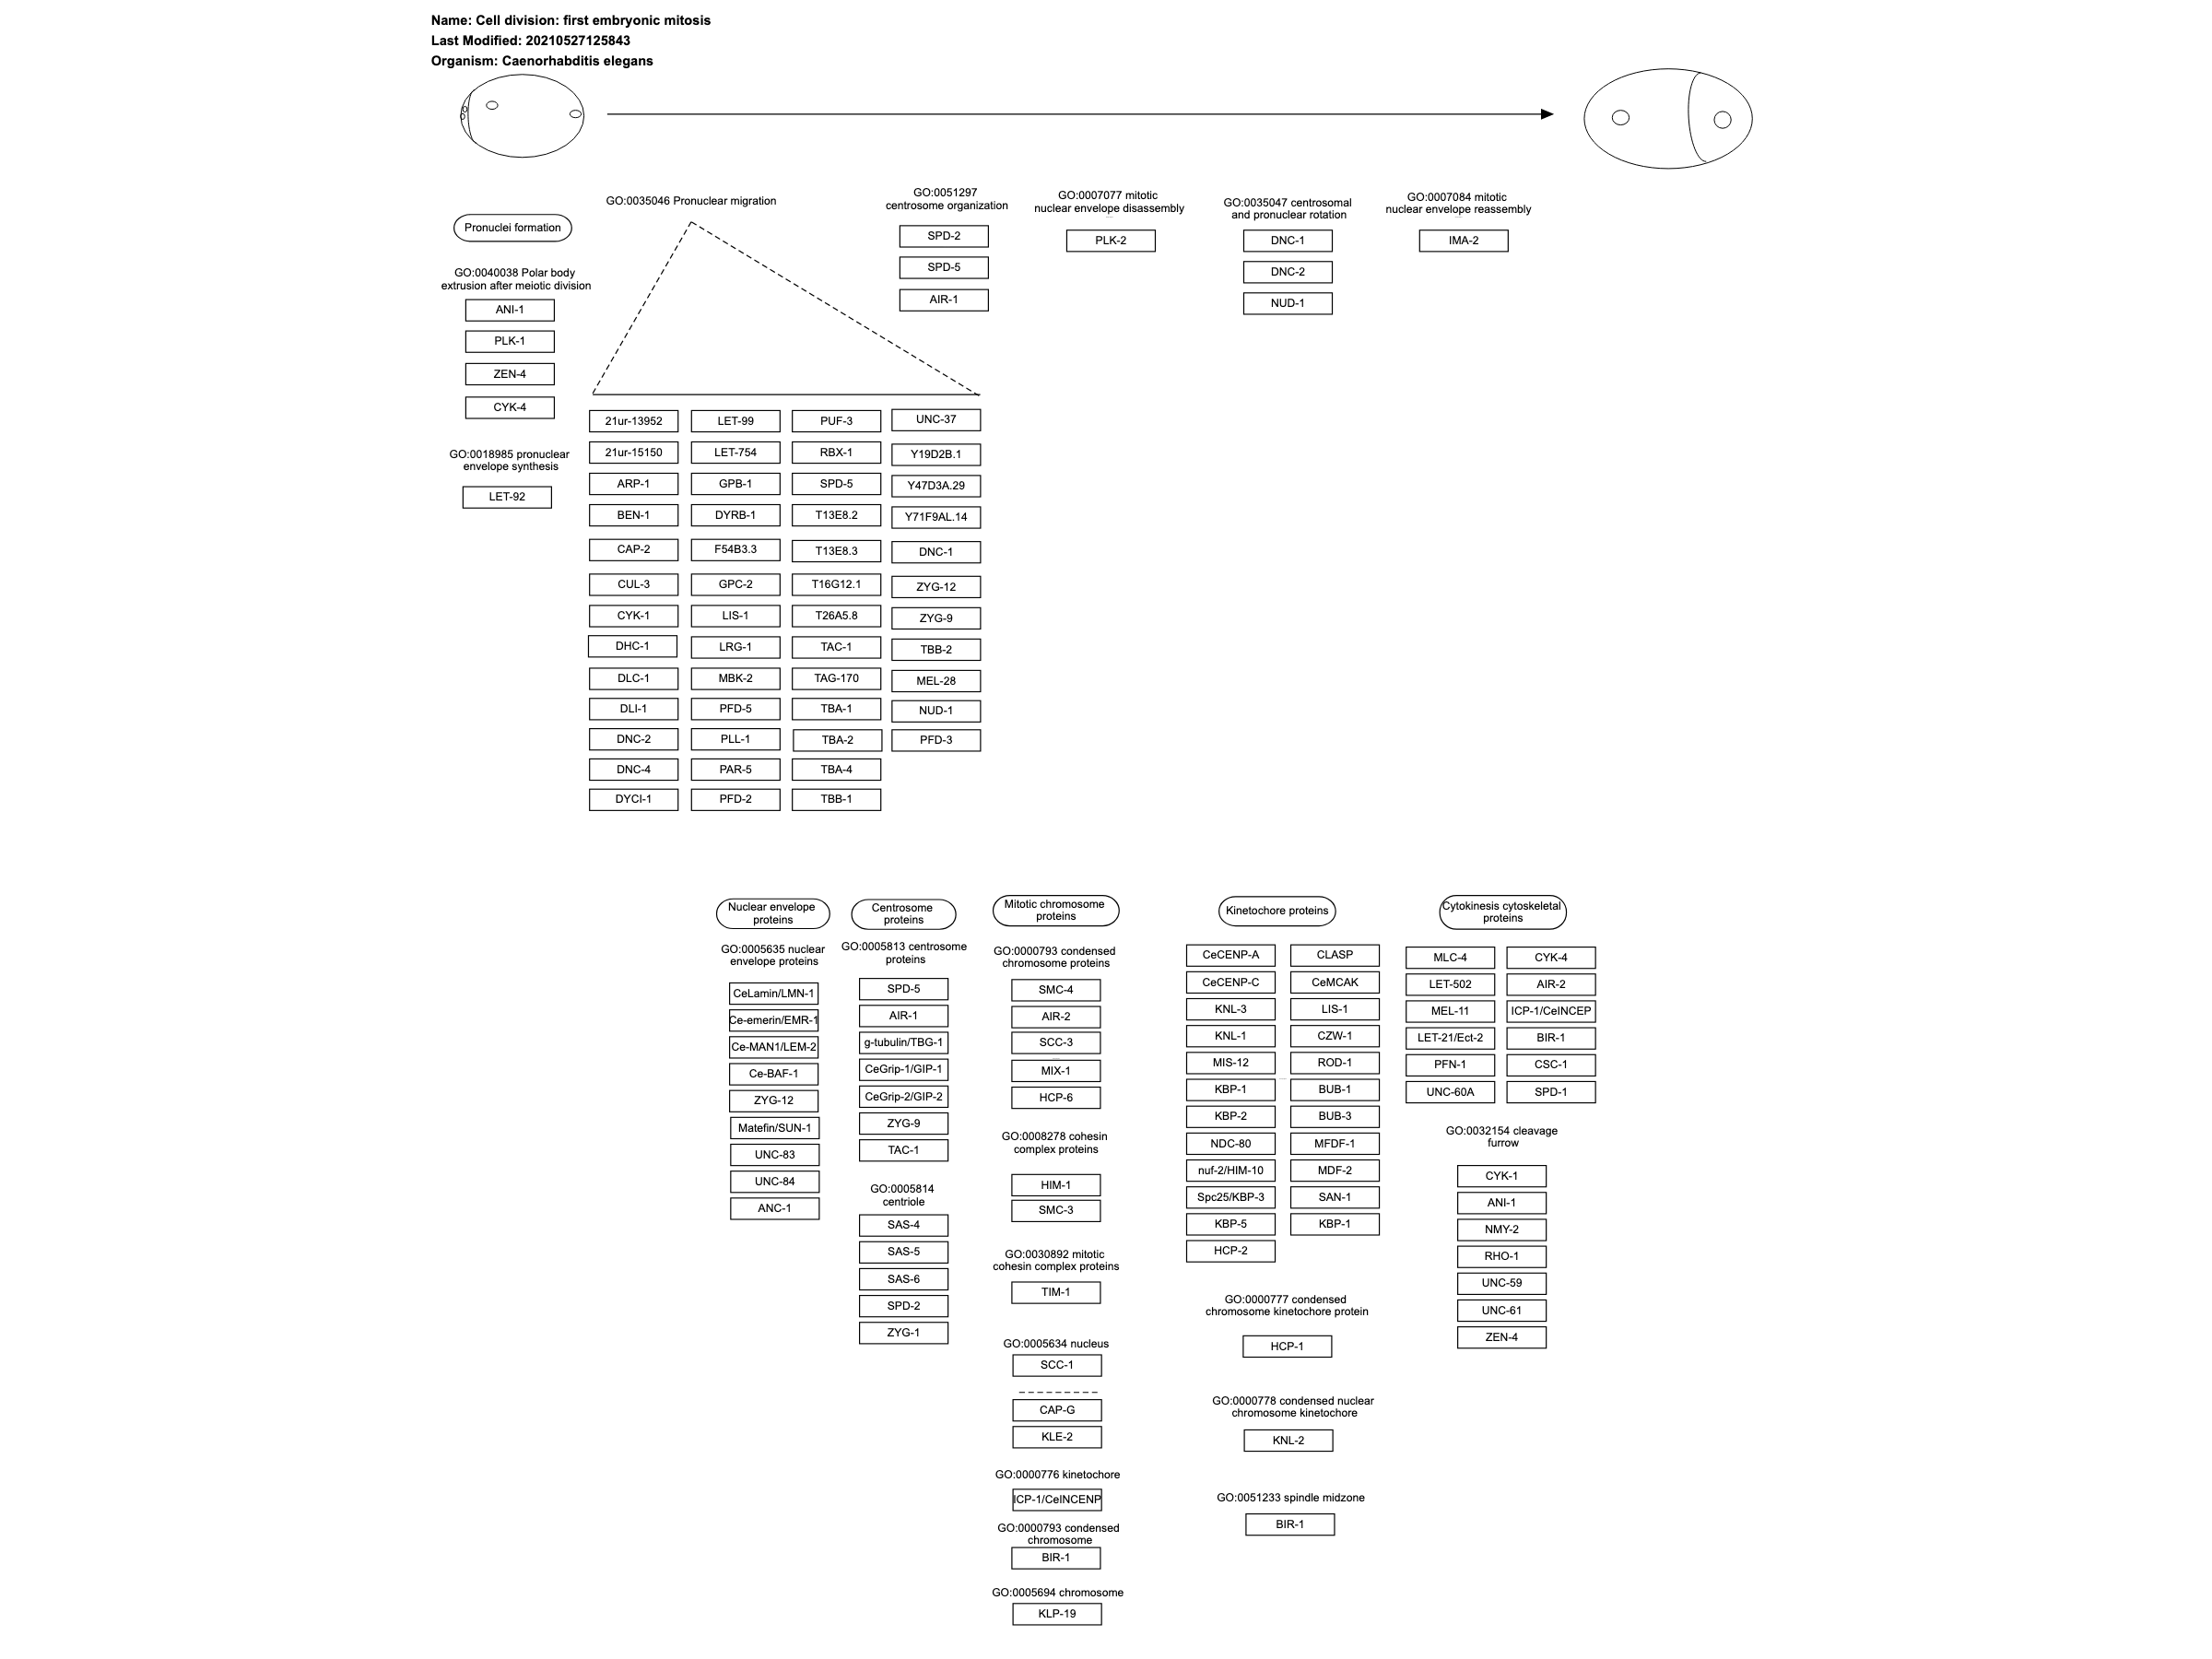 Name: Cell division: first embryonic mitosis
Last Modified: 20210527125843
Organism: Caenorhabditis elegans
Pronuclei formation
GO:0040038 Polar body
extrusion after meiotic division
ANI-1
PLK-1
ZEN-4
CYK-4
GO:0018985 pronuclear
envelope synthesis
LET-92
GO:0035046 Pronuclear migration
21ur-13952
21ur-15150
ARP-1
BEN-1
CAP-2
CUL-3
CYK-1
DHC-1
DLC-1
DLI-1
DNC-2
DNC-4
DYCI-1
LET-99
LET-754
GPB-1
DYRB-1
F54B3.3
GPC-2
LIS-1
LRG-1
MBK-2
PFD-5
PLL-1
PAR-5
PFD-2
PUF-3
RBX-1
SPD-5
T13E8.2
T13E8.3
T16G12.1
T26A5.8
TAC-1
TAG-170
TBA-1
TBA-2
TBA-4
TBB-1
UNC-37
Y19D2B.1
Y47D3A.29
Y71F9AL.14
DNC-1
ZYG-12
ZYG-9
TBB-2
MEL-28
NUD-1
PFD-3
GO:0051297
centrosome organization
SPD-2
SPD-5
AIR-1
GO:0007077 mitotic
nuclear envelope disassembly
PLK-2
GO:0035047 centrosomal
and pronuclear rotation
DNC-1
DNC-2
NUD-1
GO:0007084 mitotic
nuclear envelope reassembly
IMA-2
Nuclear envelope
proteins
GO:0005635 nuclear
envelope proteins
CeLamin/LMN-1
Ce-emerin/EMR-1
Ce-MAN1/LEM-2
Ce-BAF-1
ZYG-12
Matefin/SUN-1
UNC-83
UNC-84
ANC-1
Centrosome
proteins
GO:0005813 centrosome
proteins
SPD-5
AIR-1
g-tubulin/TBG-1
CeGrip-1/GIP-1
CeGrip-2/GIP-2
ZYG-9
TAC-1
GO:0005814
centriole
SAS-4
SAS-5
SAS-6
SPD-2
ZYG-1
Mitotic chromosome
proteins
GO:0000793 condensed
chromosome proteins
SMC-4
AIR-2
SCC-3
MIX-1
HCP-6
GO:0008278 cohesin
complex proteins
HIM-1
SMC-3
GO:0030892 mitotic
cohesin complex proteins
TIM-1
GO:0005634 nucleus
SCC-1
CAP-G
KLE-2
GO:0000776 kinetochore
ICP-1/CeINCENP
GO:0000793 condensed
chromosome
BIR-1
GO:0005694 chromosome
KLP-19
Kinetochore proteins
CeCENP-A
CeCENP-C
KNL-3
KNL-1
MIS-12
KBP-1
KBP-2
NDC-80
nuf-2/HIM-10
Spc25/KBP-3
KBP-5
HCP-2
CLASP
CeMCAK
LIS-1
CZW-1
ROD-1
BUB-1
BUB-3
MFDF-1
MDF-2
SAN-1
KBP-1
GO:0000777 condensed
chromosome kinetochore protein
HCP-1
GO:0000778 condensed nuclear
chromosome kinetochore
KNL-2
GO:0051233 spindle midzone
BIR-1
Cytokinesis cytoskeletal
proteins
MLC-4
LET-502
MEL-11
LET-21/Ect-2
PFN-1
UNC-60A
CYK-4
AIR-2
ICP-1/CeINCEP
BIR-1
CSC-1
SPD-1
GO:0032154 cleavage
furrow
CYK-1
ANI-1
NMY-2
RHO-1
UNC-59
UNC-61
ZEN-4